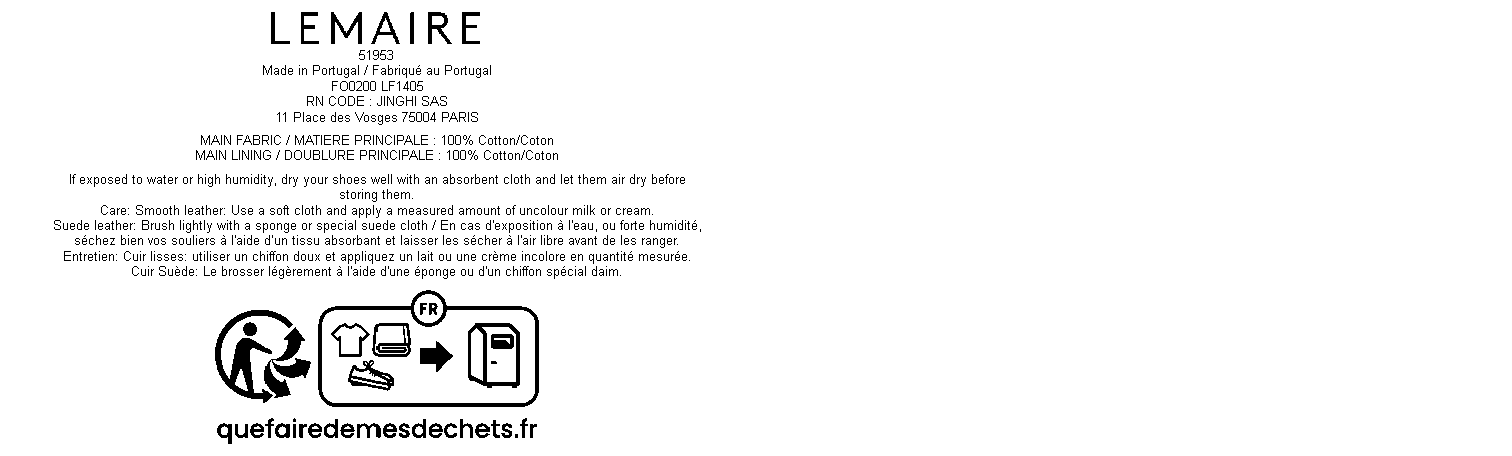 LEMAIRE
51953
Made in Portugal / Fabriqué au Portugal
FO0200 LF1405
RN CODE : JINGHI SAS
11 Place des Vosges 75004 PARIS
MAIN FABRIC / MATIERE PRINCIPALE : 100% Cotton/Coton
MAIN LINING / DOUBLURE PRINCIPALE : 100% Cotton/Coton
If exposed to water or high humidity, dry your shoes well with an absorbent cloth and let them air dry before
storing them.
Care: Smooth leather: Use a soft cloth and apply a measured amount of uncolour milk or cream.
Suede leather: Brush lightly with a sponge or special suede cloth / En cas d'exposition à l'eau, ou forte humidité,
séchez bien vos souliers à l'aide d'un tissu absorbant et laisser les sécher à l'air libre avant de les ranger.
Entretien: Cuir lisses: utiliser un chiffon doux et appliquez un lait ou une crème incolore en quantité mesurée.
Cuir Suède: Le brosser légèrement à l'aide d'une éponge ou d'un chiffon spécial daim.
FR
quefairedemesdechets.fr